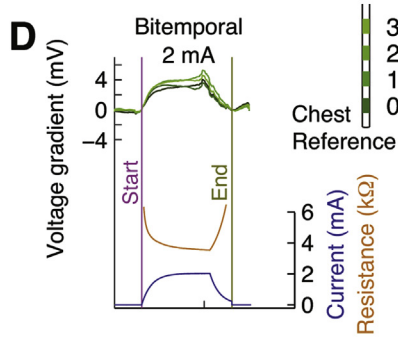 D
Bitemporal
2 mA
Voltage gradient (mV)
4
0
−4
Start
End
3
2
1
0
Chest
Reference
6
4
2
0
Current (mA)
Resistance (kΩ)